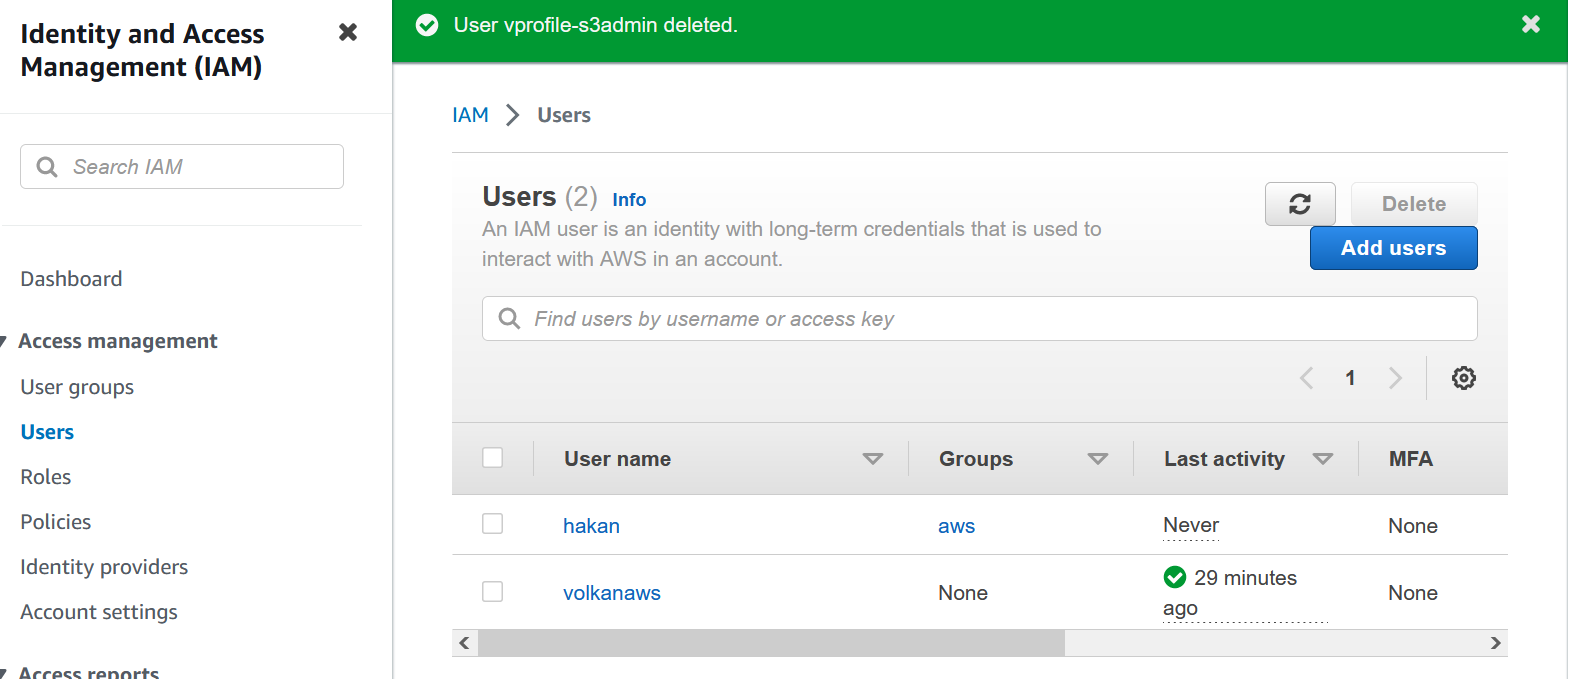 Identity and Access
Management (IAM)
Search IAM
Dashboard
Access management
User groups
Users
Roles
Policies
Identity providers
Account settings
Access reports
User vprofile-s3admin deleted.
IAM > Users
Users (2) Info
An IAM user is an identity with long-term credentials that is used to
interact with AWS in an account.
Delete
Add users
Find users by username or access key
1
User name Groups Last activity MFA
hakan aws Never None
volkanaws None 29 minutes ago None